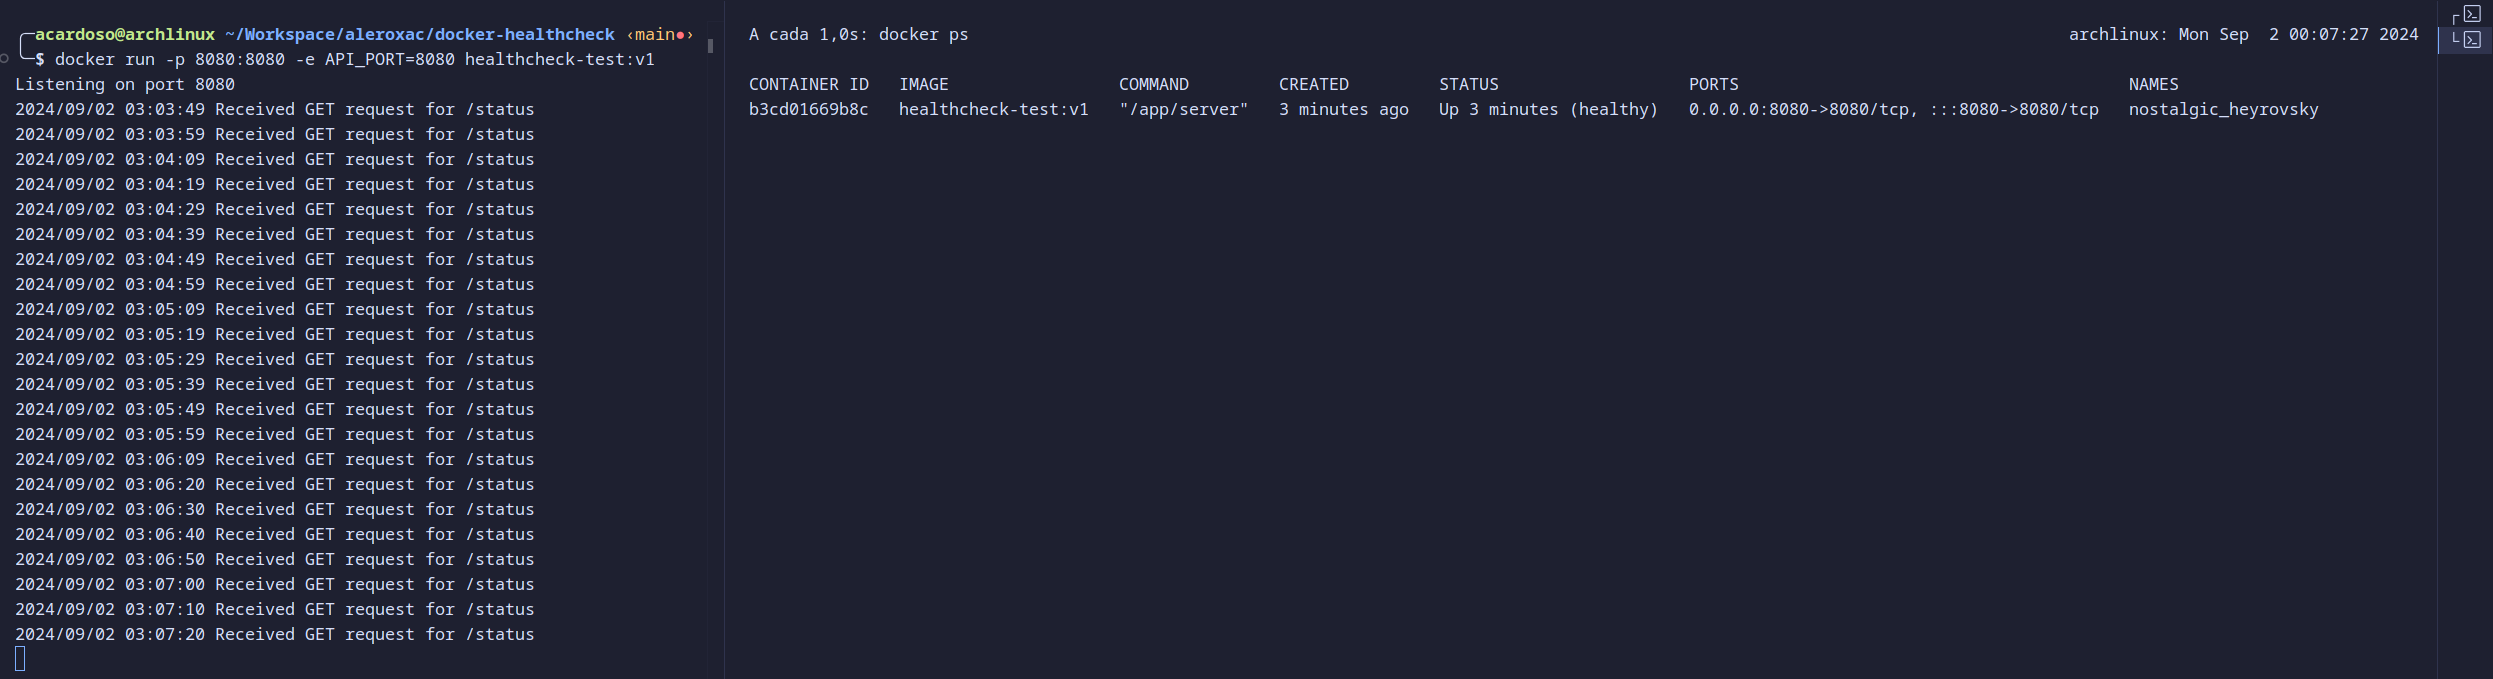 acardoso@archlinux ~/Workspace/aleroxac/docker-healthcheck ‹main●›
$ docker run -p 8080:8080 -e API_PORT=8080 healthcheck-test:v1
Listening on port 8080
2024/09/02 03:03:49 Received GET request for /status
2024/09/02 03:03:59 Received GET request for /status
2024/09/02 03:04:09 Received GET request for /status
2024/09/02 03:04:19 Received GET request for /status
2024/09/02 03:04:29 Received GET request for /status
2024/09/02 03:04:39 Received GET request for /status
2024/09/02 03:04:49 Received GET request for /status
2024/09/02 03:04:59 Received GET request for /status
2024/09/02 03:05:09 Received GET request for /status
2024/09/02 03:05:19 Received GET request for /status
2024/09/02 03:05:29 Received GET request for /status
2024/09/02 03:05:39 Received GET request for /status
2024/09/02 03:05:49 Received GET request for /status
2024/09/02 03:05:59 Received GET request for /status
2024/09/02 03:06:09 Received GET request for /status
2024/09/02 03:06:20 Received GET request for /status
2024/09/02 03:06:30 Received GET request for /status
2024/09/02 03:06:40 Received GET request for /status
2024/09/02 03:06:50 Received GET request for /status
2024/09/02 03:07:00 Received GET request for /status
2024/09/02 03:07:10 Received GET request for /status
2024/09/02 03:07:20 Received GET request for /status
A cada 1,0s: docker ps archlinux: Mon Sep  2 00:07:27 2024
CONTAINER ID   IMAGE   COMMAND   CREATED   STATUS   PORTS   NAMES
b3cd01669b8c   healthcheck-test:v1   "/app/server"   3 minutes ago   Up 3 minutes (healthy)   0.0.0.0:8080->8080/tcp, :::8080->8080/tcp   nostalgic_heyrovsky